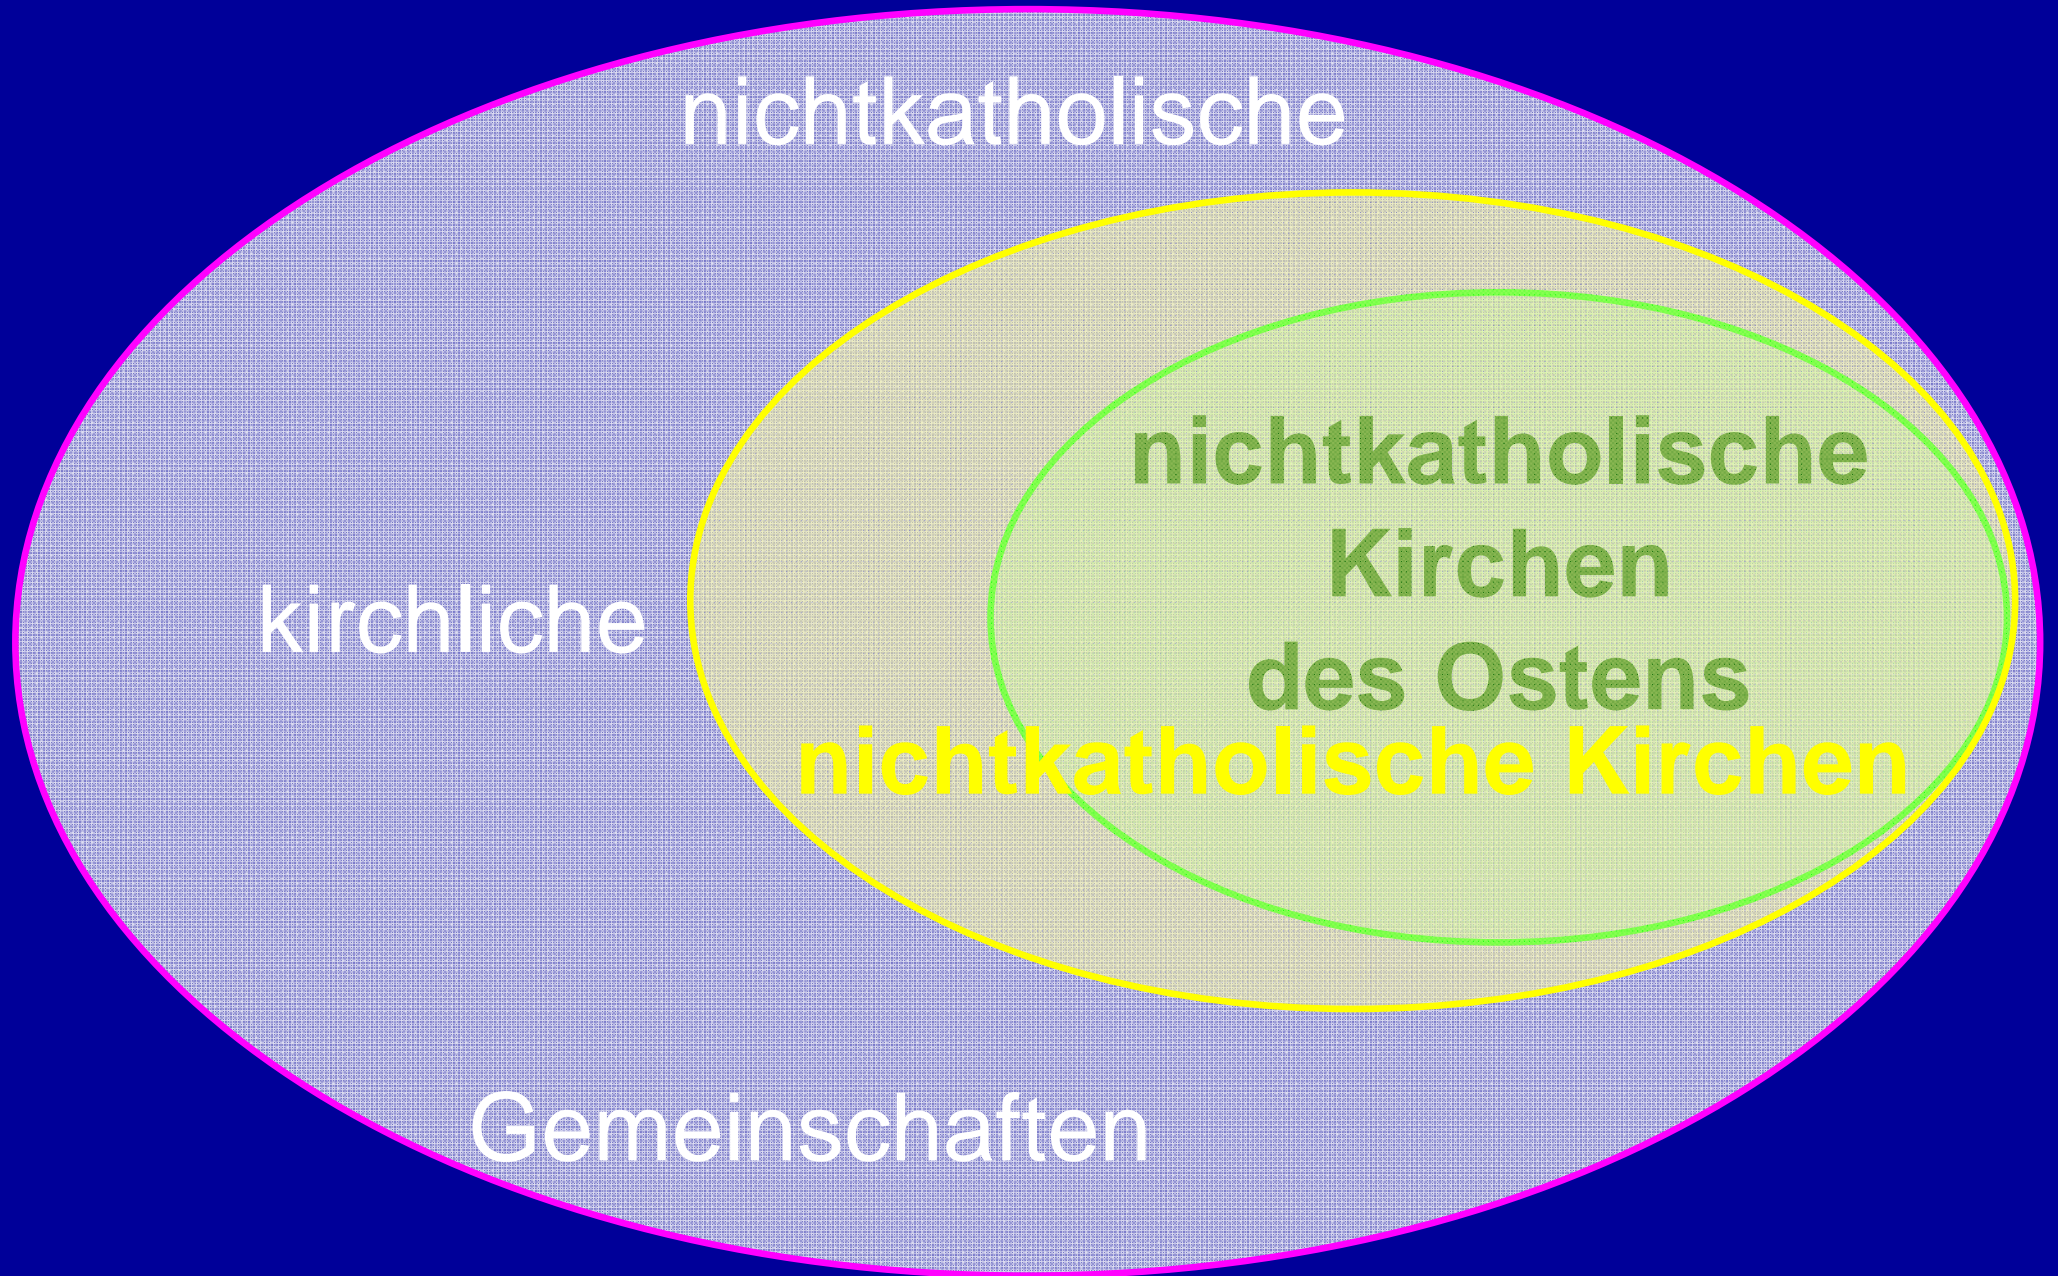 nichtkatholische
kirchliche
Gemeinschaften
nichtkatholische
Kirchen
des Ostens
nichtkatholische Kirchen